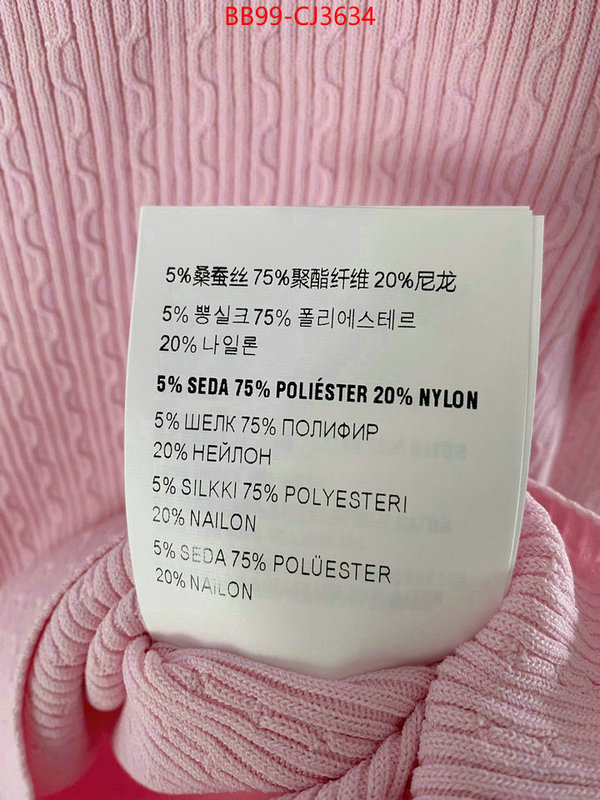 BB99-CJ3634
5%桑蚕丝 75%聚酯纤维 20%尼龙
5% 뽕실크75% 폴리에스테르
20% 나일론
5% SEDA 75% POLIÉSTER 20% NYLON
5% ШЕЛК 75% ПОЛИФИР
20% НЕЙЛОН
5% SILKKI 75% POLYESTERI
20% NAILON
5% SEDA 75% POLÜESTER
20% NAILON